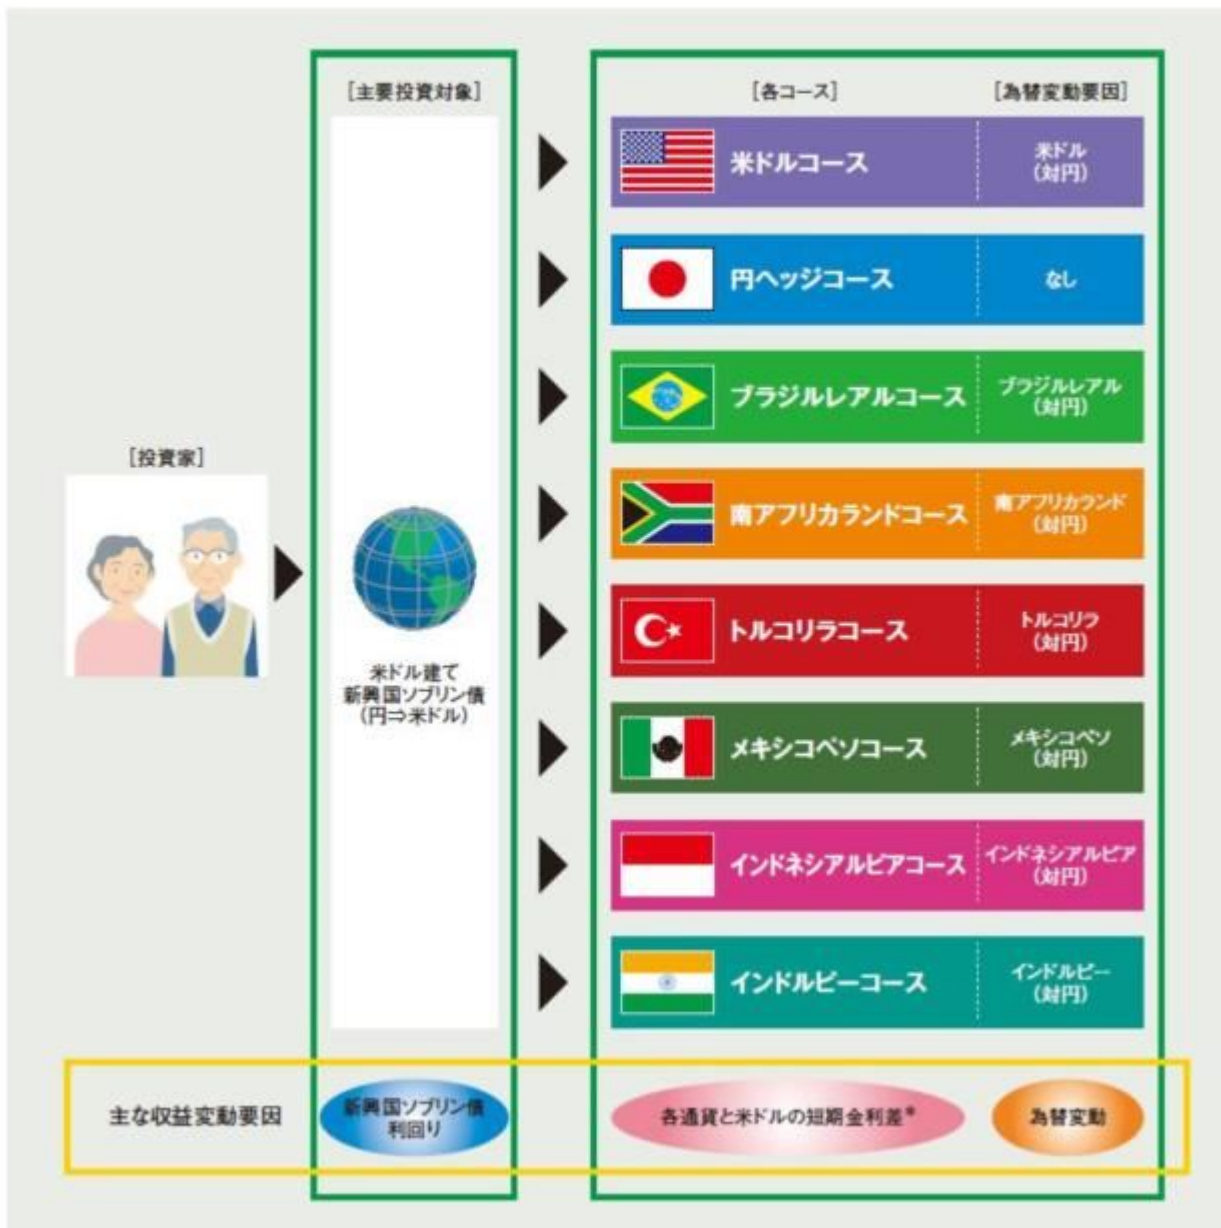 [主要投資対象]
[各コース]
[為替変動要因]
米ドルコース
米ドル
(対円)
円ヘッジコース
なし
ブラジルレアルコース
ブラジルレアル
(対円)
[投資家]
南アフリカランドコース
南アフリカランド
(対円)
トルコリラコース
トルコリラ
(対円)
米ドル建て
新興国ソブリン債
(円⇒米ドル)
メキシコペソコース
メキシコペソ
(対円)
インドネシアルピアコース
インドネシアルピア
(対円)
インドルピーコース
インドルピー
(対円)
主な収益変動要因
新興国ソブリン債
利回り
各通貨と米ドルの短期金利差*
為替変動